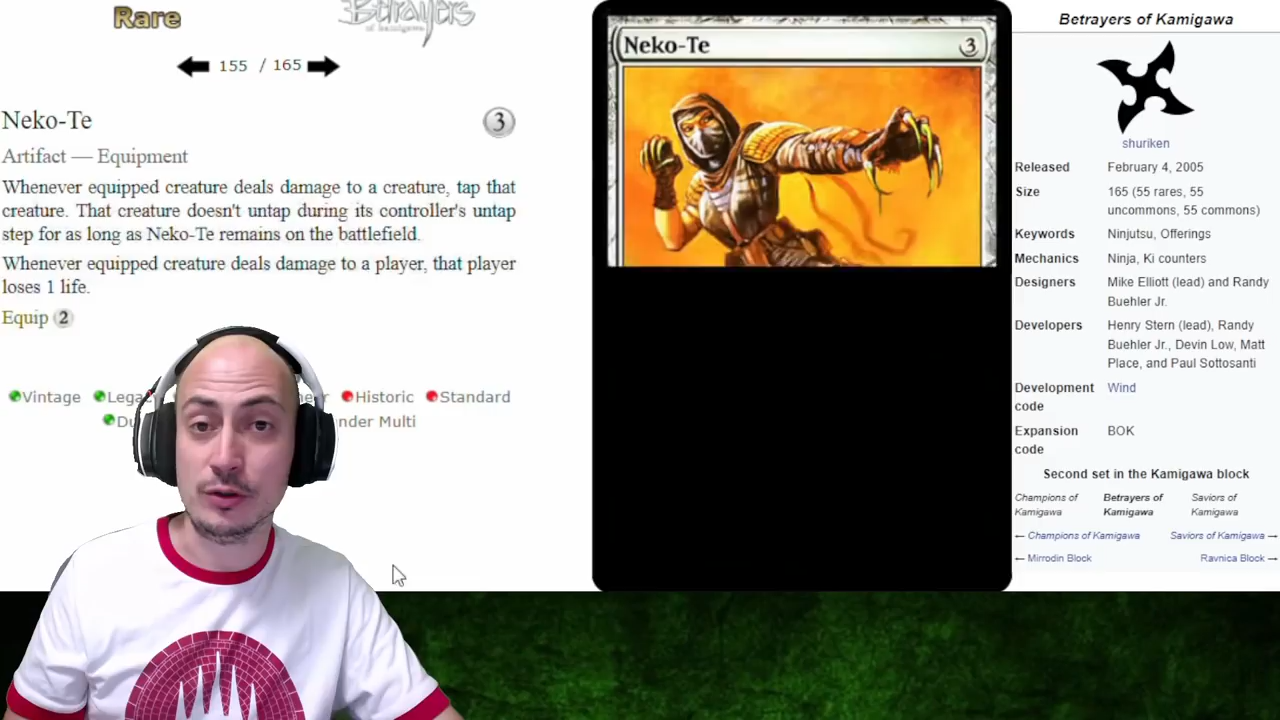 Rare
Betrayers
of Kamigawa
155 / 165
Neko-Te
3
Artifact — Equipment
Whenever equipped creature deals damage to a creature, tap that
creature. That creature doesn't untap during its controller's untap
step for as long as Neko-Te remains on the battlefield.
Whenever equipped creature deals damage to a player, that player
loses 1 life.
Equip 2
Vintage
Historic
Standard
Multi
Neko-Te
3
Betrayers of Kamigawa
shuriken
Released February 4, 2005
Size 165 (55 rares, 55
uncommons, 55 commons)
Keywords Ninjutsu, Offerings
Mechanics Ninja, Ki counters
Designers Mike Elliott (lead) and Randy
Buehler Jr.
Developers Henry Stern (lead), Randy
Buehler Jr., Devin Low, Matt
Place, and Paul Sottosanti
Development Wind
code
Expansion BOK
code
Second set in the Kamigawa block
Champions of Betrayers of Saviors of
Kamigawa Kamigawa Kamigawa
← Champions of Kamigawa Saviors of Kamigawa →
← Mirrodin Block Ravnica Block →